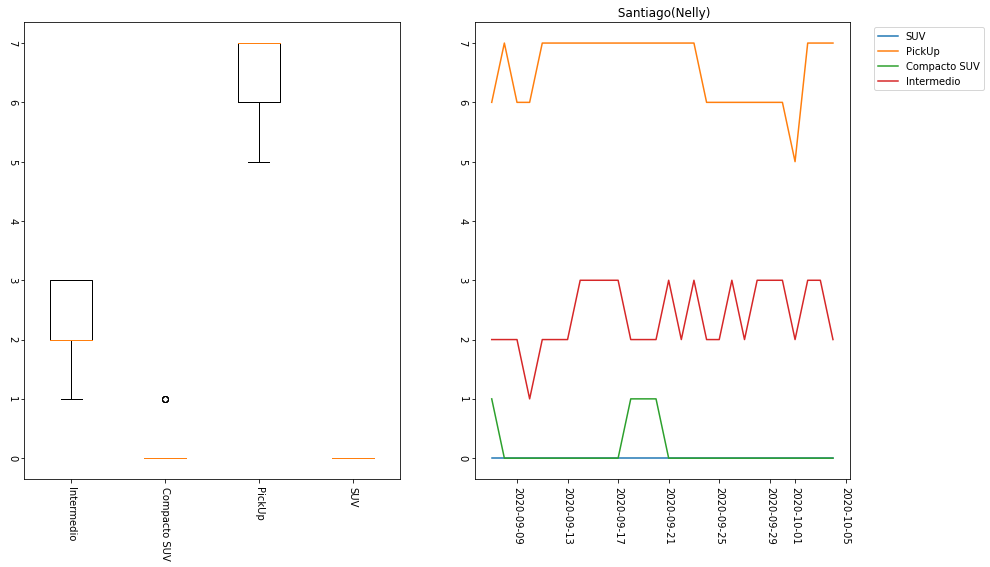 7
6
5
4
3
2
1
0
Intermedio
Compacto SUV
PickUp
SUV
Santiago(Nelly)
7
6
5
4
3
2
1
0
2020-09-09
2020-09-13
2020-09-17
2020-09-21
2020-09-25
2020-09-29
2020-10-01
2020-10-05
SUV
PickUp
Compacto SUV
Intermedio